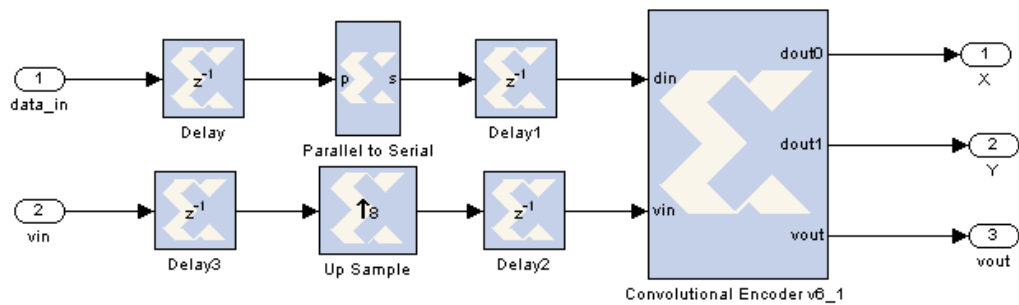 1
data_in
z-1
Delay
p s
Parallel to Serial
z-1
Delay1
din
vin
dout0
dout1
vout
Convolutional Encoder v6_1
1
X
2
Y
3
vout
2
vin
z-1
Delay3
↑8
Up Sample
z-1
Delay2